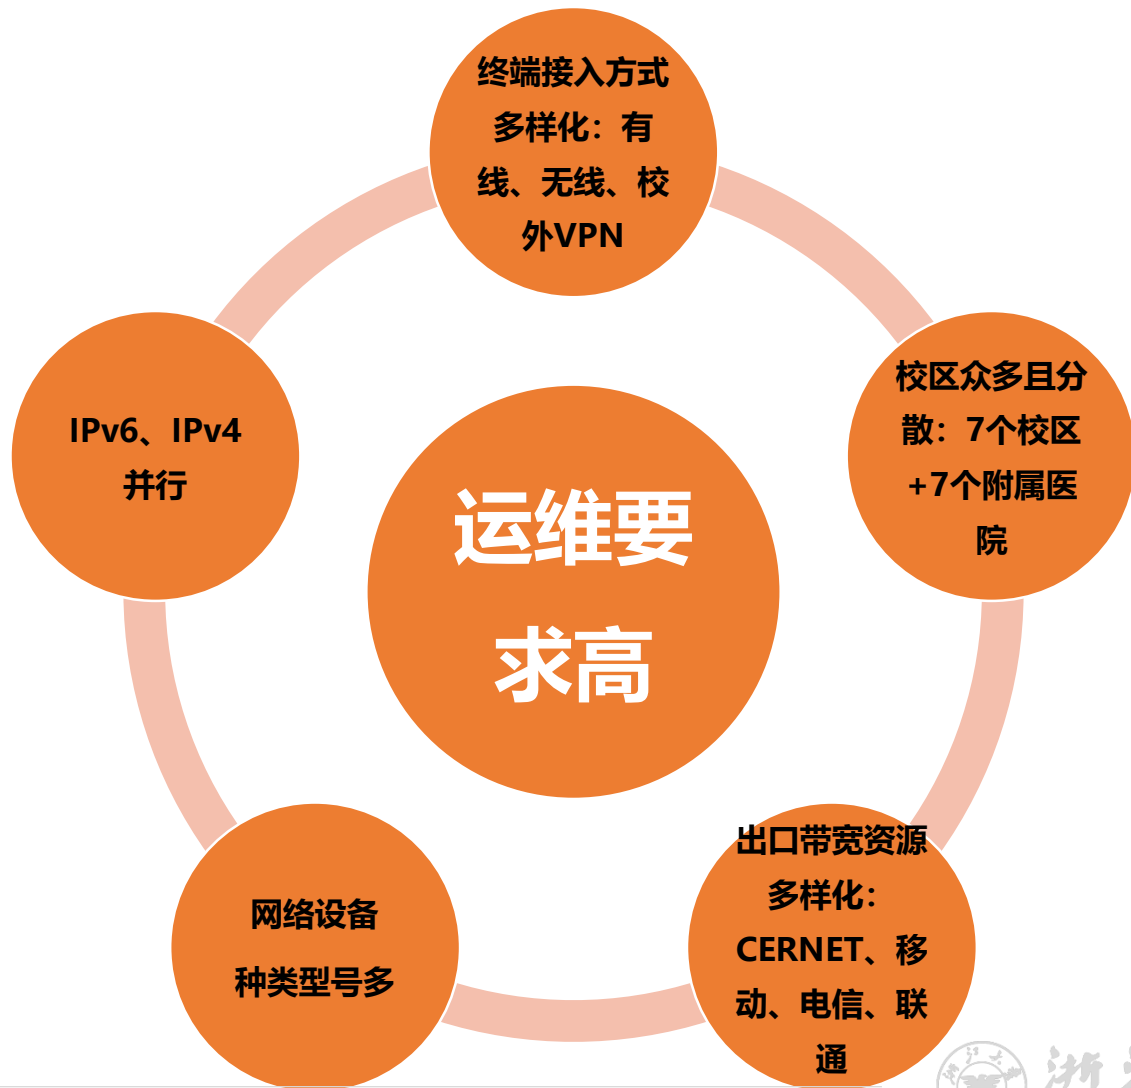 终端接入方式
多样化：有
线、无线、校
外VPN
校区众多且分
散：7个校区
+7个附属医
院
IPv6、IPv4
并行
运维要
求高
网络设备
种类型号多
出口带宽资源
多样化：
CERNET、移
动、电信、联
通
浙